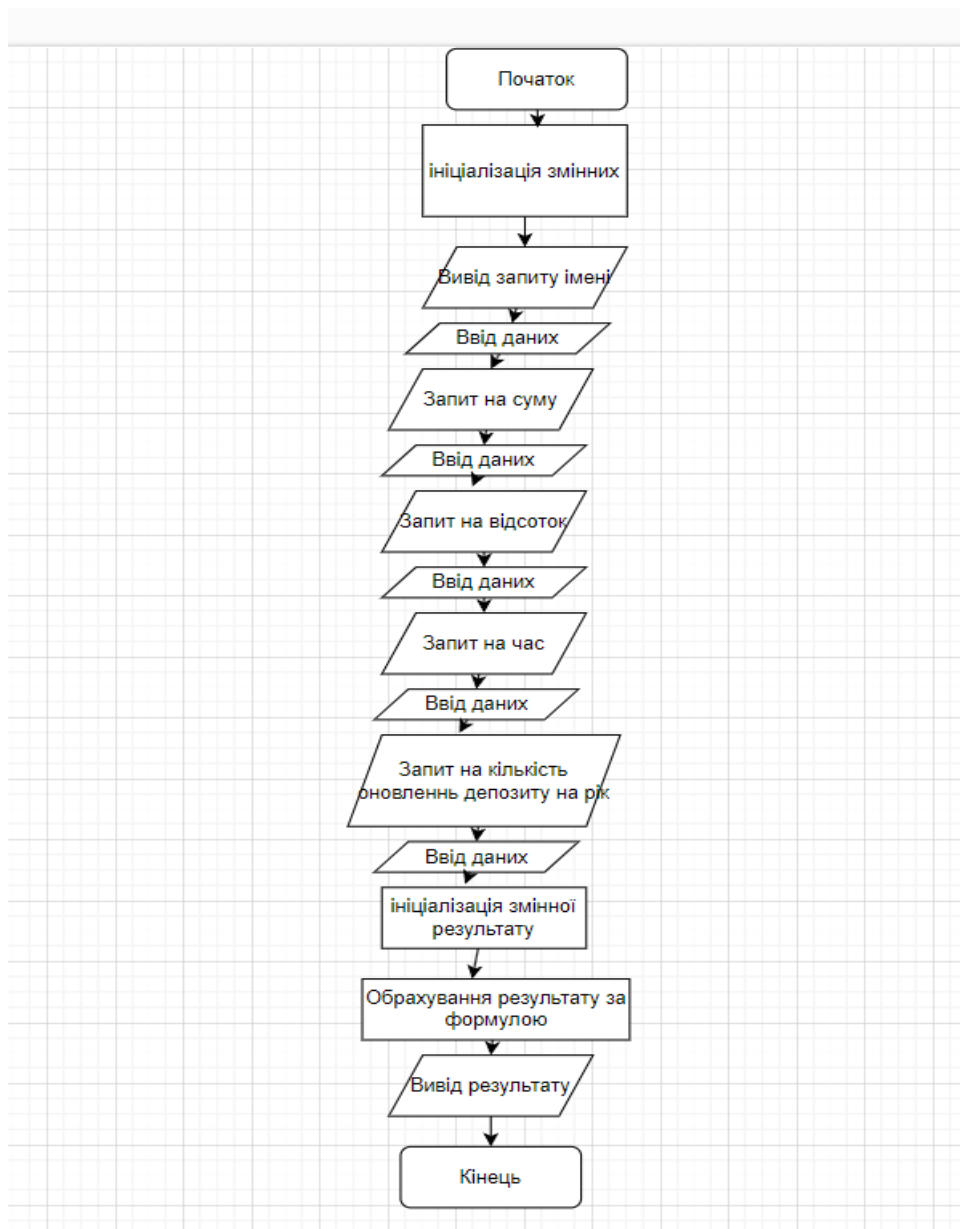 Початок
ініціалізація змінних
Вивід запиту імені
Ввід даних
Запит на суму
Ввід даних
Запит на відсоток
Ввід даних
Запит на час
Ввід даних
Запит на кількість
оновленнь депозиту на рік
Ввід даних
ініціалізація змінної
результату
Обрахування результату за
формулою
Вивід результату
Кінець